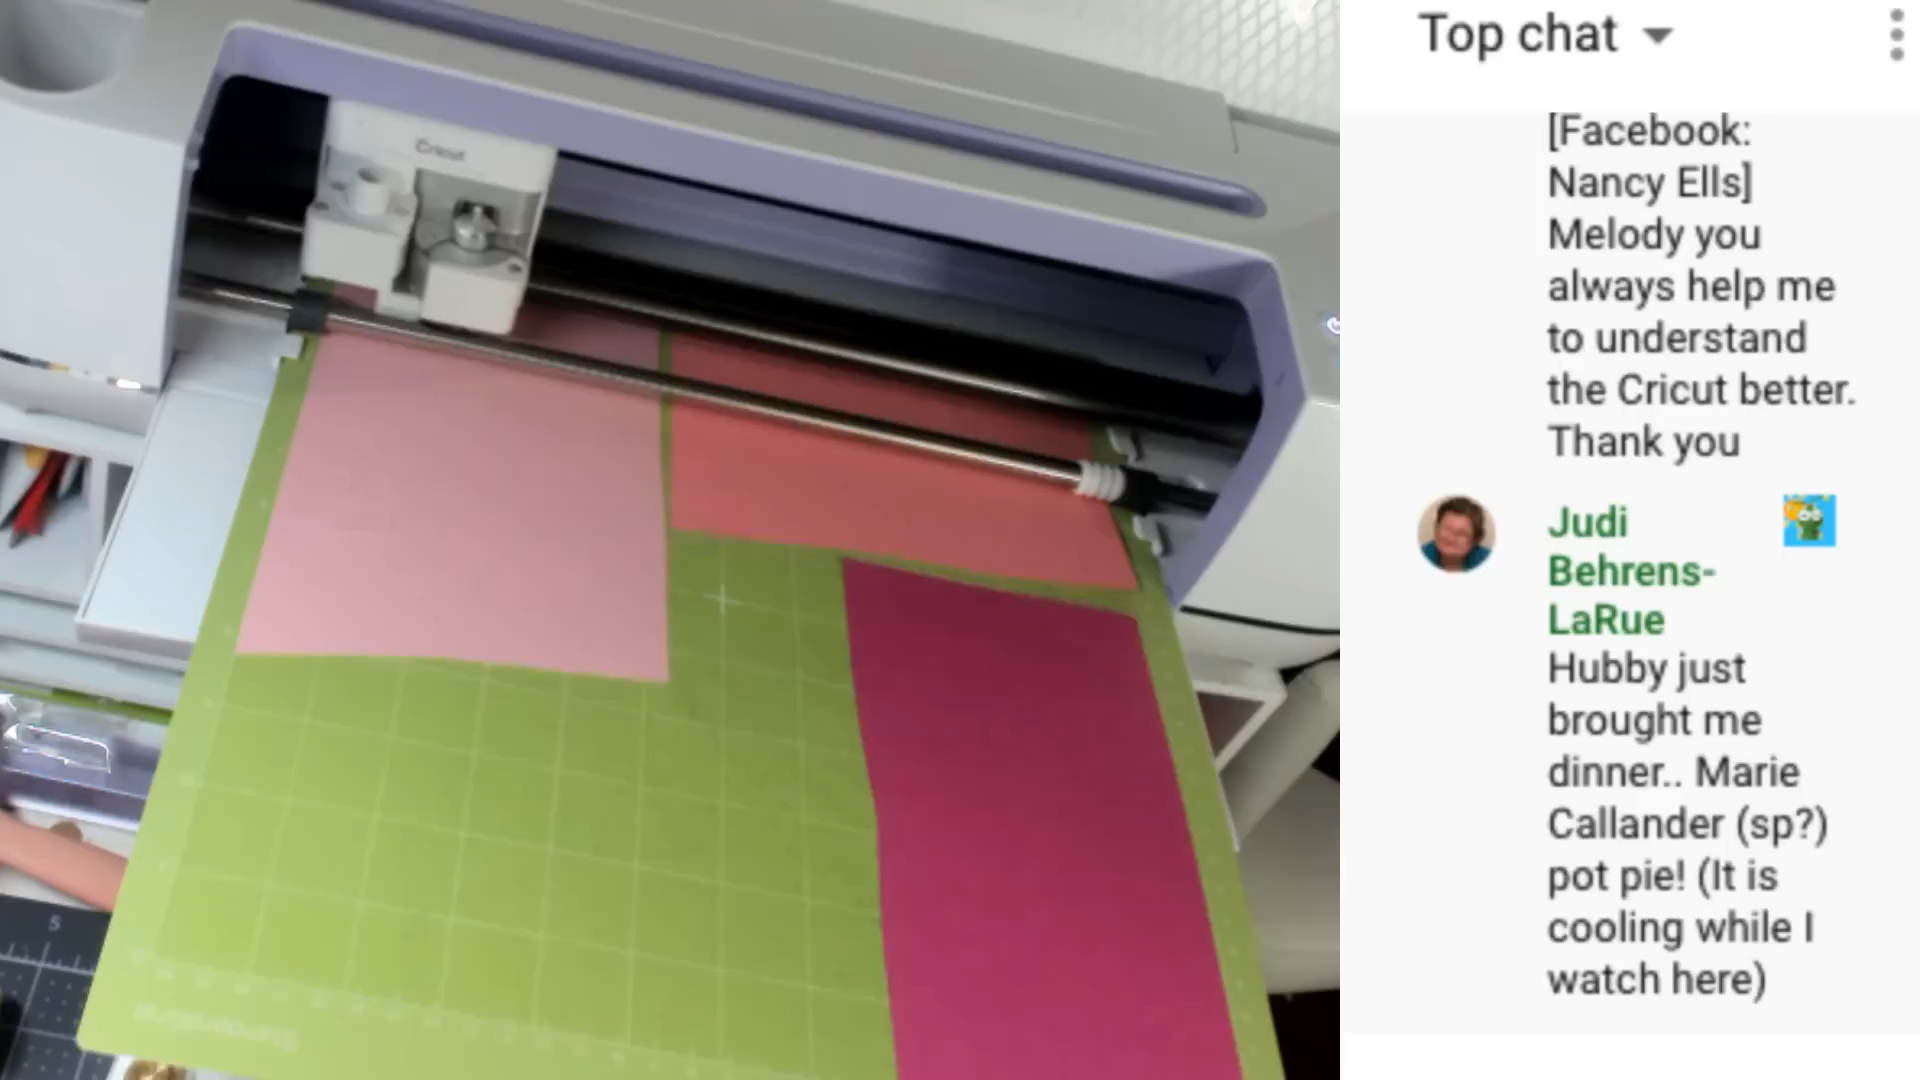 Cricut
5
Top chat
[Facebook:
Nancy Ells]
Melody you
always help me
to understand
the Cricut better.
Thank you
Judi
Behrens-
LaRue
Hubby just
brought me
dinner.. Marie
Callander (sp?)
pot pie! (It is
cooling while I
watch here)